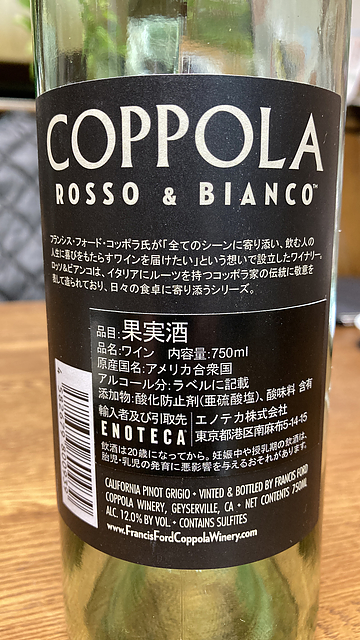 COPPOLA
ROSSO & BIANCO™
フランシス・フォード・コッポラ氏が「全てのシーンに寄り添い、飲む人の
人生に喜びをもたらすワインを届けたい」という想いで設立したワイナリー。
ロッソ&ビアンコは、イタリアにルーツを持つコッポラ家の伝統に敬意を
表して造られており、日々の食卓に寄り添うシリーズ。
品目:果実酒
品名:ワイン 内容量:750ml
原産国名:アメリカ合衆国
アルコール分:ラベルに記載
添加物:酸化防止剤(亜硫酸塩)、酸味料 含有
輸入者及び引取先 エノテカ株式会社
ENOTECA 東京都港区南麻布5-14-15
飲酒は20歳になってから。妊娠中や授乳期の飲酒は、
胎児・乳児の発育に悪影響を与えるおそれがあります。
CALIFORNIA PINOT GRIGIO • VINTED & BOTTLED BY FRANCIS FORD
COPPOLA WINERY, GEYSERVILLE, CA • NET CONTENTS 750ML
ALC. 12.0% BY VOL • CONTAINS SULFITES
www.FrancisFordCoppolaWinery.com